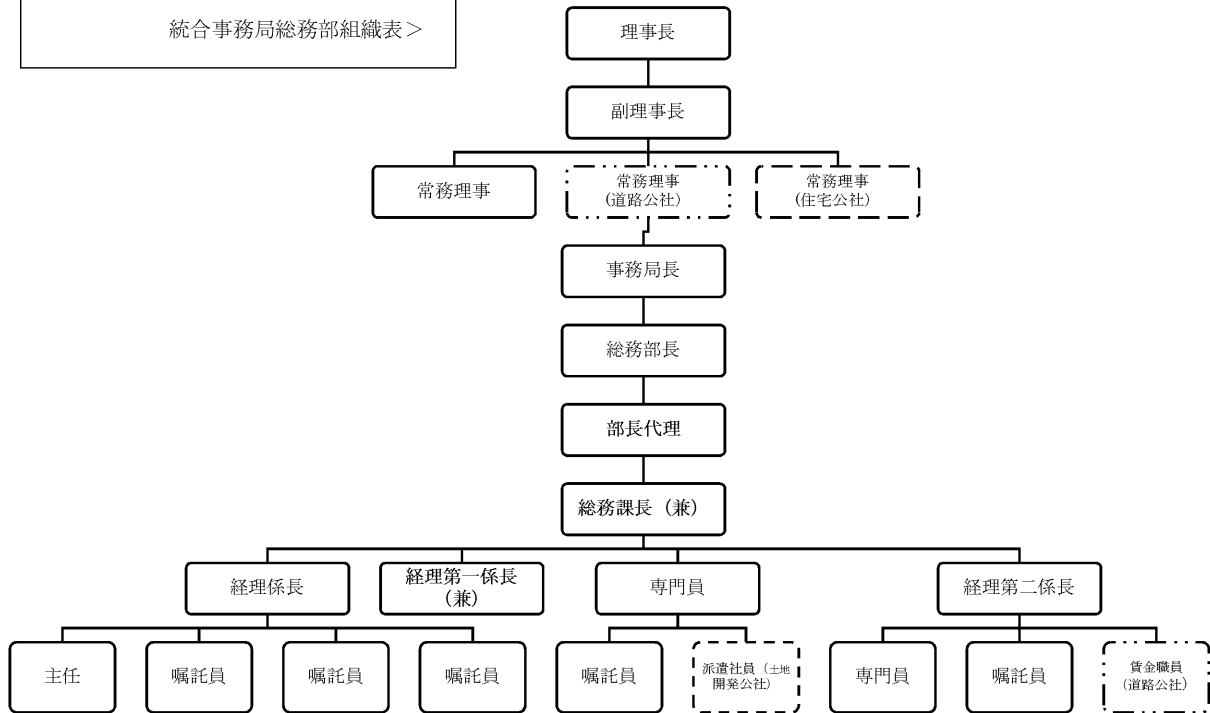 統合事務局総務部組織表＞
理事長
副理事長
常務理事
常務理事
(道路公社)
常務理事
(住宅公社)
事務局長
総務部長
部長代理
総務課長（兼）
経理係長
経理第一係長
（兼）
専門員
経理第二係長
主任
嘱託員
嘱託員
嘱託員
嘱託員
派遣社員（土地
開発公社）
専門員
嘱託員
賃金職員
（道路公社）